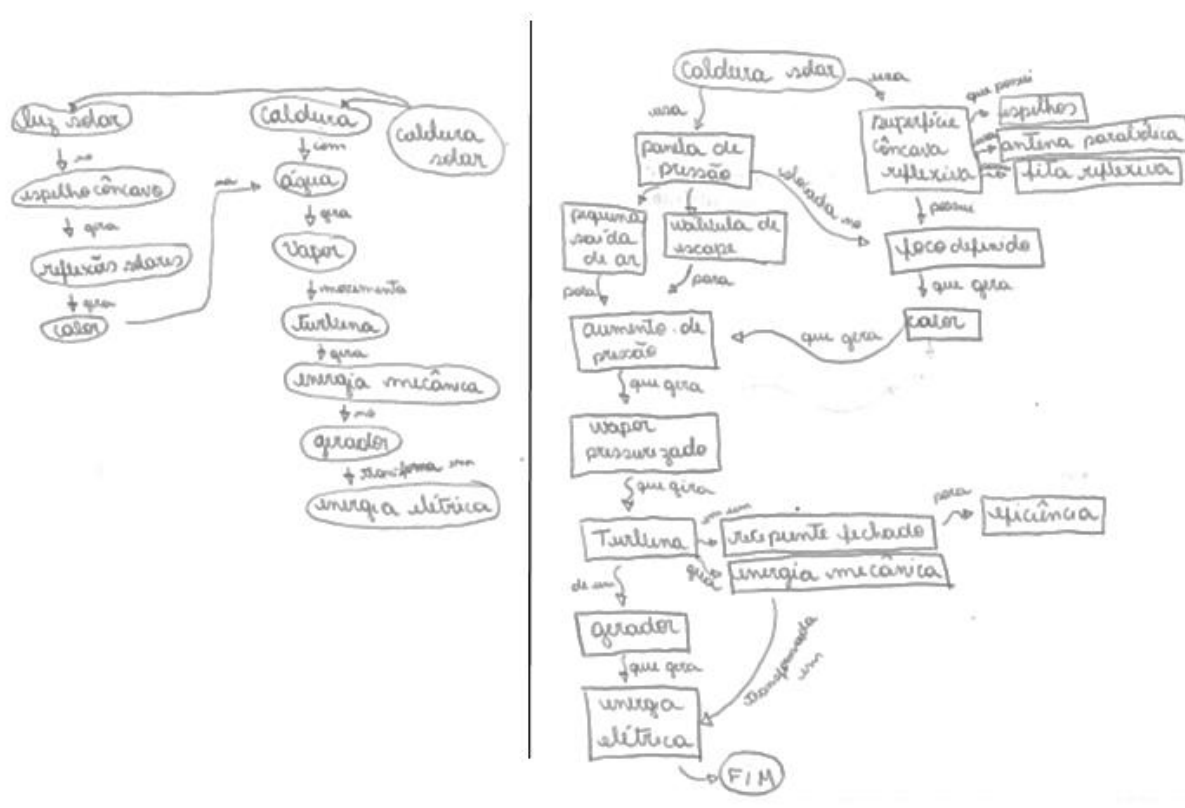 luz solar
no
espelho côncavo
gera
reflexões solares
gera
calor
na
caldeira
solar
Caldeira
com
água
gera
Vapor
movimenta
turbina
gera
energia mecânica
no
gerador
transforma em
energia elétrica
Caldeira solar
usa
usa
panela de
pressão
superfície
côncava
reflexiva
que possui
espelhos
antena parabólica
fita reflexiva
pequena
saída
de ar
válvula de
escape
colocada no
possui
foco definido
para
para
que gera
calor
aumento de
pressão
que gera
que gera
vapor
pressurizado
que gira
Turbina
em um
recipiente fechado
para
eficiência
gera
energia mecânica
de um
gerador
que gera
transformada
em
energia
elétrica
FIM